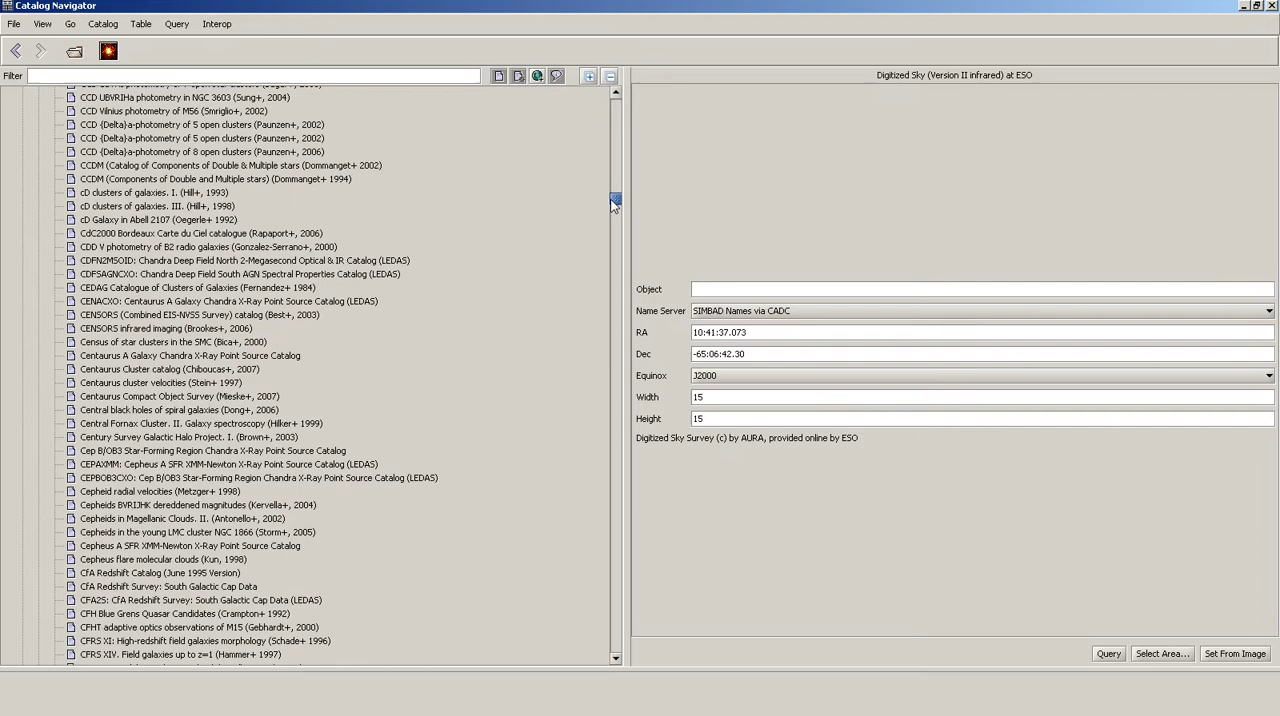 Catalog Navigator
File View Go Catalog Table Query Interop
Filter
Digitized Sky (Version II infrared) at ESO
CCD UBVRIHa photometry in NGC 3603 (Sung+, 2004)
CCD Vilnius photometry of M56 (Smriglio+, 2002)
CCD {Delta}a-photometry of 5 open clusters (Paunzen+, 2002)
CCD {Delta}a-photometry of 5 open clusters (Paunzen+, 2002)
CCD {Delta}a-photometry of 8 open clusters (Paunzen+, 2006)
CCDM (Catalog of Components of Double & Multiple stars (Dommanget+ 2002)
CCDM (Components of Double and Multiple stars) (Dommanget+ 1994)
cD clusters of galaxies. I. (Hill+, 1993)
cD clusters of galaxies. III. (Hill+, 1998)
cD Galaxy in Abell 2107 (Oegerle+ 1992)
CdC2000 Bordeaux Carte du Ciel catalogue (Rapaport+, 2006)
CDD V photometry of B2 radio galaxies (Gonzalez-Serrano+, 2000)
CDFN2MSOID: Chandra Deep Field North 2-Megasecond Optical & IR Catalog (LEDAS)
CDFSAGNCXO: Chandra Deep Field South AGN Spectral Properties Catalog (LEDAS)
CEDAG Catalogue of Clusters of Galaxies (Fernandez+ 1984)
CENACXO: Centaurus A Galaxy Chandra X-Ray Point Source Catalog (LEDAS)
CENSORS (Combined EIS-NVSS Survey) catalog (Best+, 2003)
CENSORS infrared imaging (Brookes+, 2006)
Census of star clusters in the SMC (Bica+, 2000)
Centaurus A Galaxy Chandra X-Ray Point Source Catalog
Centaurus Cluster catalog (Chiboucas+, 2007)
Centaurus cluster velocities (Stein+ 1997)
Centaurus Compact Object Survey (Mieske+, 2007)
Central black holes of spiral galaxies (Dong+, 2006)
Central Fornax Cluster. II. Galaxy spectroscopy (Hilker+ 1999)
Century Survey Galactic Halo Project. I. (Brown+, 2003)
Cep B/OB3 Star-Forming Region Chandra X-Ray Point Source Catalog
CEPAXMM: Cepheus A SFR XMM-Newton X-Ray Point Source Catalog (LEDAS)
CEPBOB3CXO: Cep B/OB3 Star-Forming Region Chandra X-Ray Point Source Catalog (LEDAS)
Cepheid radial velocities (Metzger+ 1998)
Cepheids BVRIJHK dereddened magnitudes (Kervella+, 2004)
Cepheids in Magellanic Clouds. II. (Antonello+, 2002)
Cepheids in the young LMC cluster NGC 1866 (Storm+, 2005)
Cepheus A SFR XMM-Newton X-Ray Point Source Catalog
Cepheus flare molecular clouds (Kun, 1998)
CfA Redshift Catalog (June 1995 Version)
CfA Redshift Survey: South Galactic Cap Data
CFA2S: CfA Redshift Survey: South Galactic Cap Data (LEDAS)
CFH Blue Grens Quasar Candidates (Crampton+ 1992)
CFHT adaptive optics observations of M15 (Gebhardt+, 2000)
CFRS XI: High-redshift field galaxies morphology (Schade+ 1996)
CFRS XIV. Field galaxies up to z=1 (Hammer+ 1997)
Object
Name Server SIMBAD Names via CADC
RA 10:41:37.073
Dec -65:06:42.30
Equinox J2000
Width 15
Height 15
Digitized Sky Survey (c) by AURA, provided online by ESO
Query Select Area... Set From Image